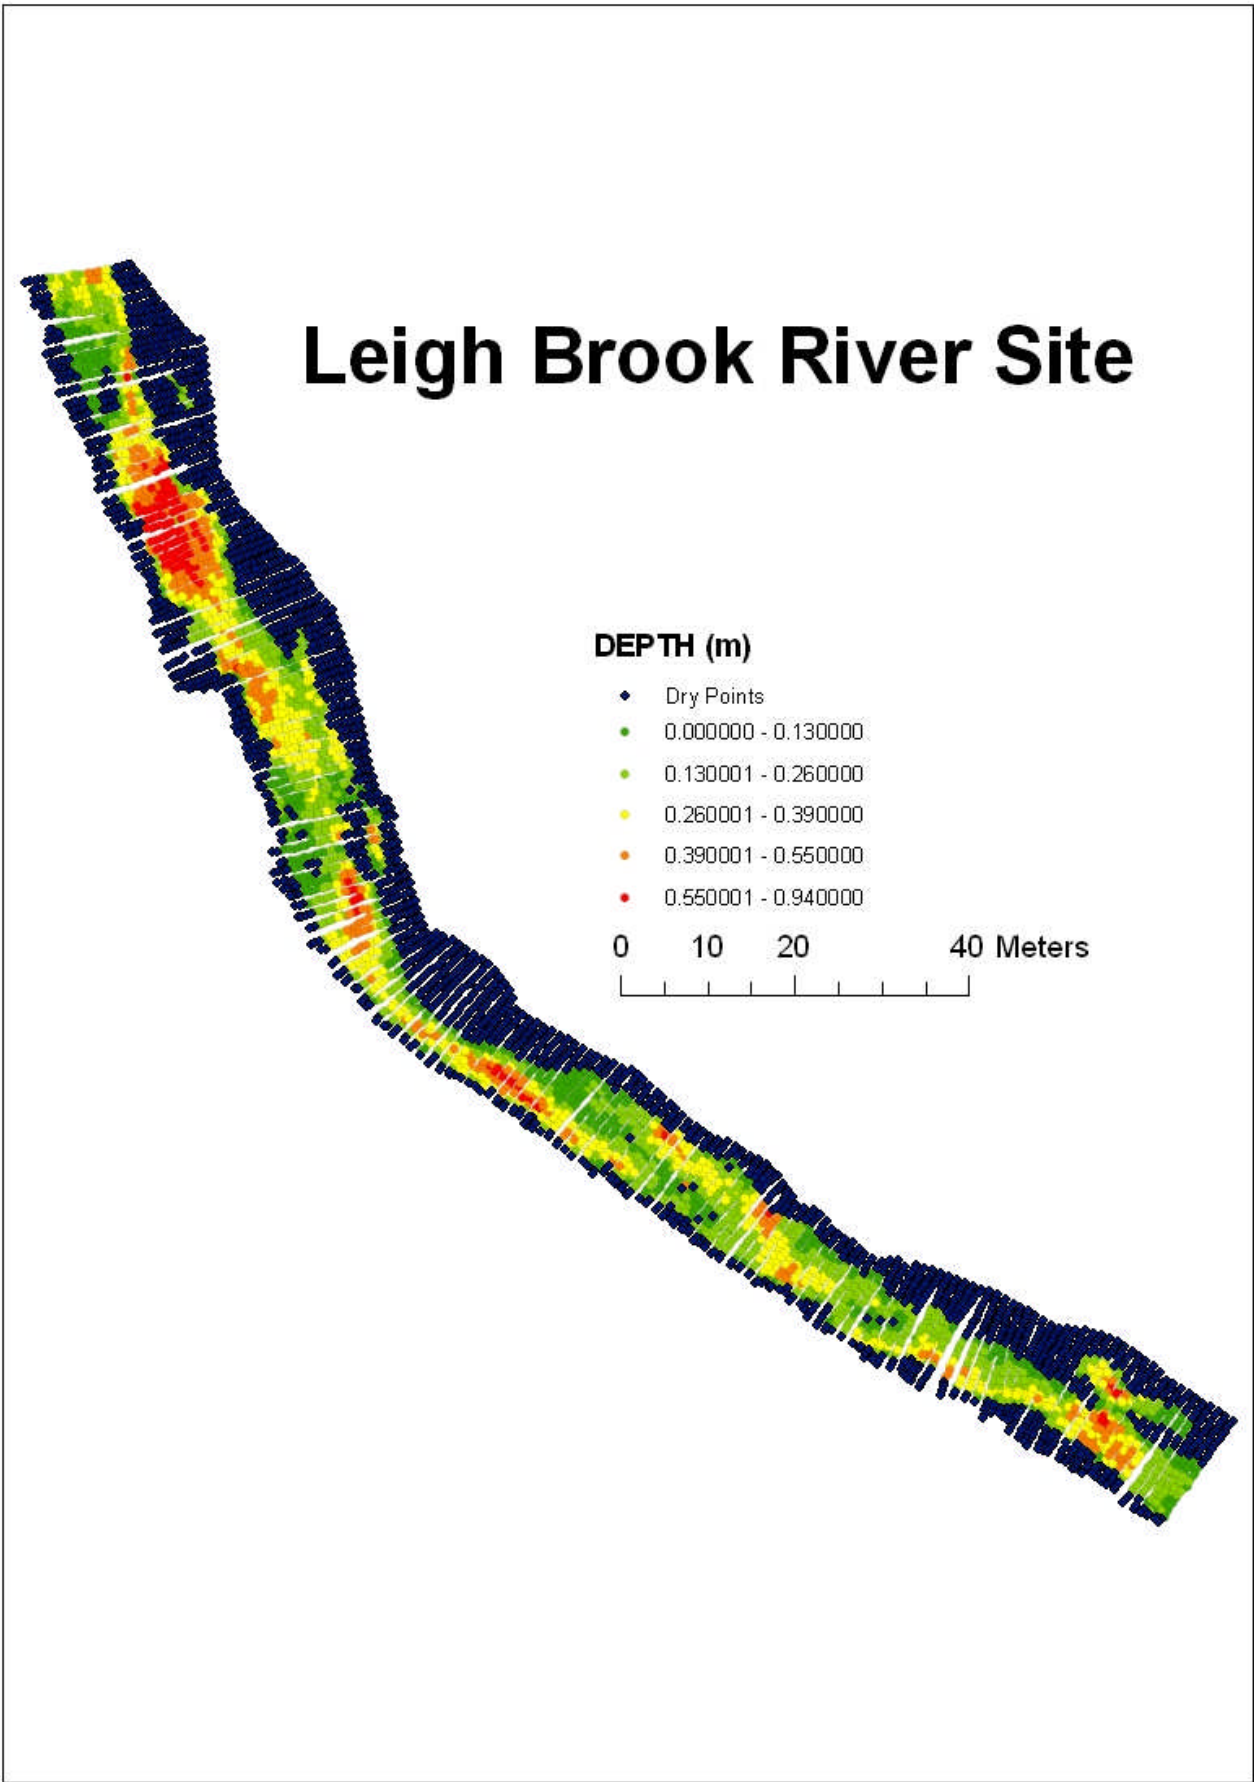 Leigh Brook River Site
DEPTH (m)
Dry Points
0.000000 - 0.130000
0.130001 - 0.260000
0.260001 - 0.390000
0.390001 - 0.550000
0.550001 - 0.940000
0 10 20 40 Meters